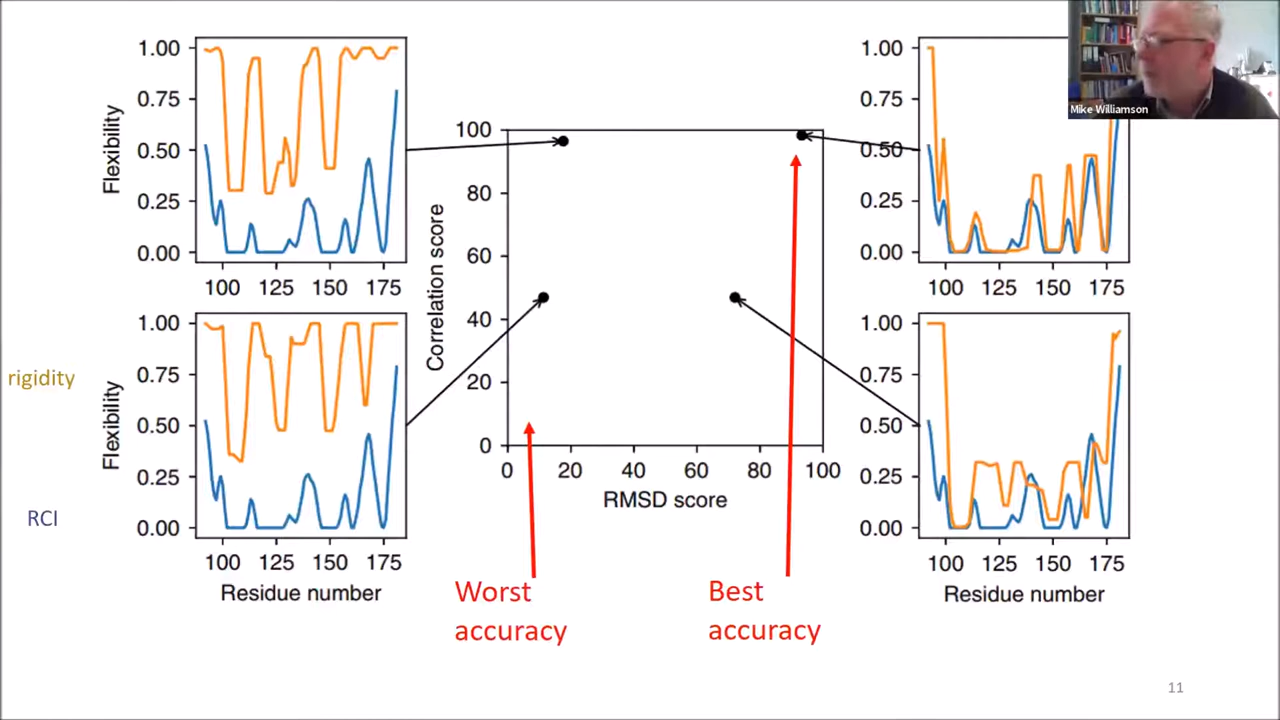 Mike Williamson
1.00
0.75
0.50
0.25
0.00
Flexibility
100 125 150 175
100
80
60
40
20
0
Correlation score
0 20 40 60 80 100
RMSD score
1.00
0.75
0.50
0.25
0.00
100 125 150 175
rigidity
RCI
1.00
0.75
0.50
0.25
0.00
Flexibility
100 125 150 175
Residue number
1.00
0.75
0.50
0.25
0.00
100 125 150 175
Residue number
Worst
accuracy
Best
accuracy
11